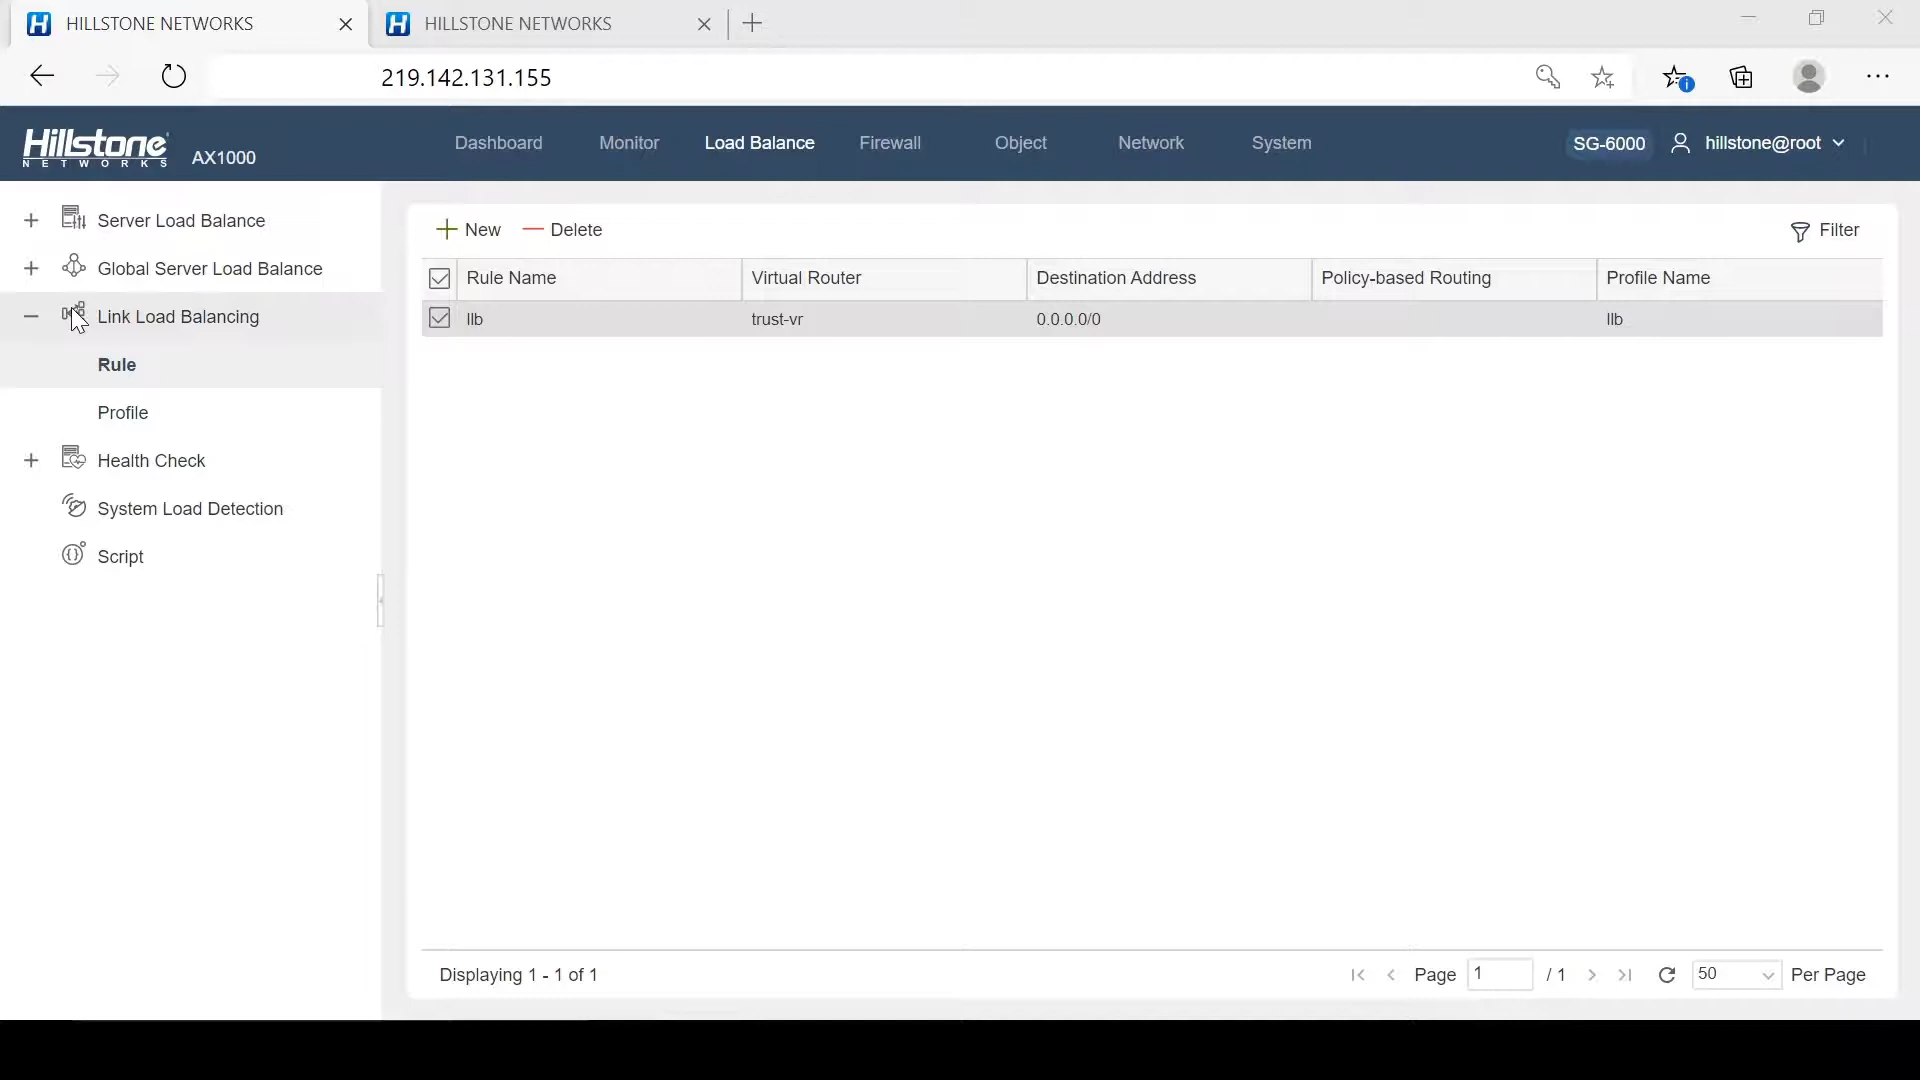 HILLSTONE NETWORKS
HILLSTONE NETWORKS
219.142.131.155
Hillstone
NETWORKS
AX1000
Dashboard
Monitor
Load Balance
Firewall
Object
Network
System
SG-6000
hillstone@root
Server Load Balance
Global Server Load Balance
Link Load Balancing
Rule
Profile
Health Check
System Load Detection
Script
New
Delete
Filter
Rule Name
Virtual Router
Destination Address
Policy-based Routing
Profile Name
llb
trust-vr
0.0.0.0/0
llb
Displaying 1 - 1 of 1
Page 1 / 1
50
Per Page